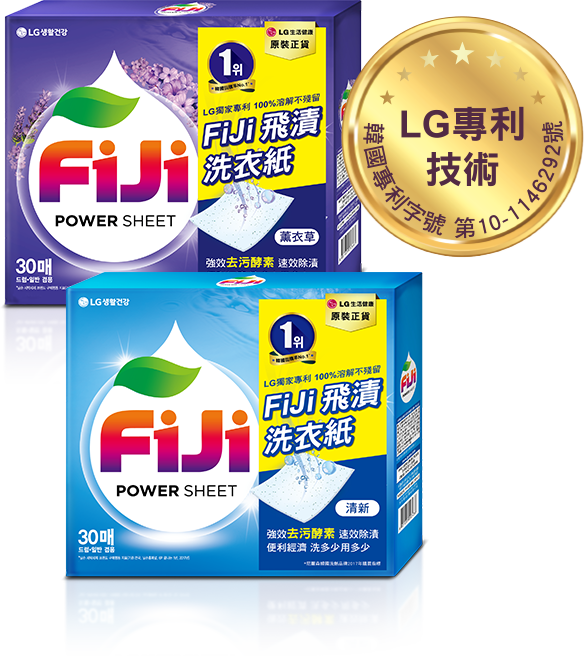 LG생활건강
LG生活健康
原裝正貨
1위
LG獨家專利 100%溶解不殘留
FiJi 飛漬
洗衣紙
FiJi
POWER SHEET
薰衣草
30매
드럼•일반 겸용
強效去污酵素 速效除漬
LG專利
技術
韓國專利字號 第10-1146292號
LG생활건강
LG生活健康
原裝正貨
1위
LG獨家專利 100%溶解不殘留
FiJi 飛漬
洗衣紙
FiJi
POWER SHEET
清新
30매
드럼•일반 겸용
強效去污酵素 速效除漬
便利經濟 洗多少用多少